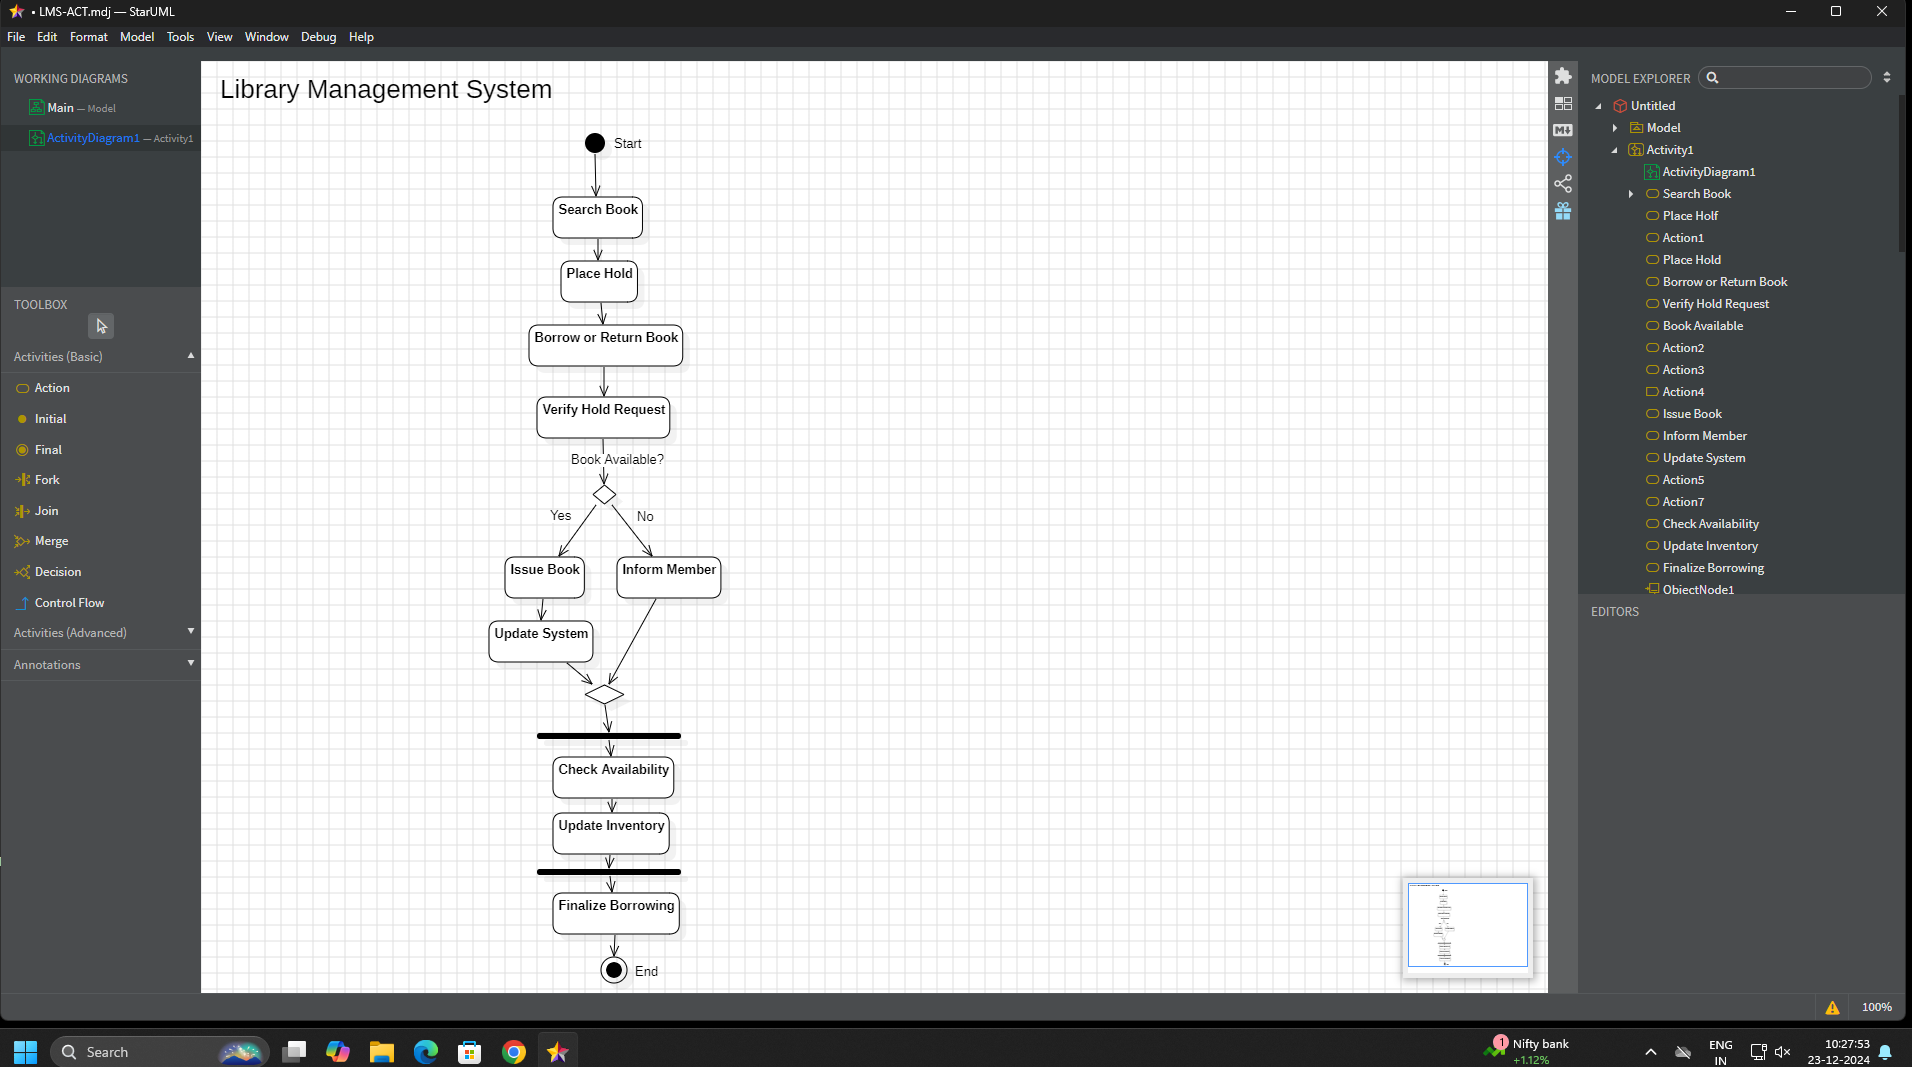 • LMS-ACT.mdj — StarUML
File Edit Format Model Tools View Window Debug Help
WORKING DIAGRAMS
Main — Model
ActivityDiagram1 — Activity1
TOOLBOX
Activities (Basic)
Action
Initial
Final
Fork
Join
Merge
Decision
Control Flow
Activities (Advanced)
Annotations
Library Management System
Start
Search Book
Place Hold
Borrow or Return Book
Verify Hold Request
Book Available?
Yes No
Issue Book Inform Member
Update System
Check Availability
Update Inventory
Finalize Borrowing
End
M↓
MODEL EXPLORER
Untitled
Model
Activity1
ActivityDiagram1
Search Book
Place Holf
Action1
Place Hold
Borrow or Return Book
Verify Hold Request
Book Available
Action2
Action3
Action4
Issue Book
Inform Member
Update System
Action5
Action7
Check Availability
Update Inventory
Finalize Borrowing
ObjectNode1
EDITORS
100%
Search
1
Nifty bank
+1.12%
ENG
IN
10:27:53
23-12-2024